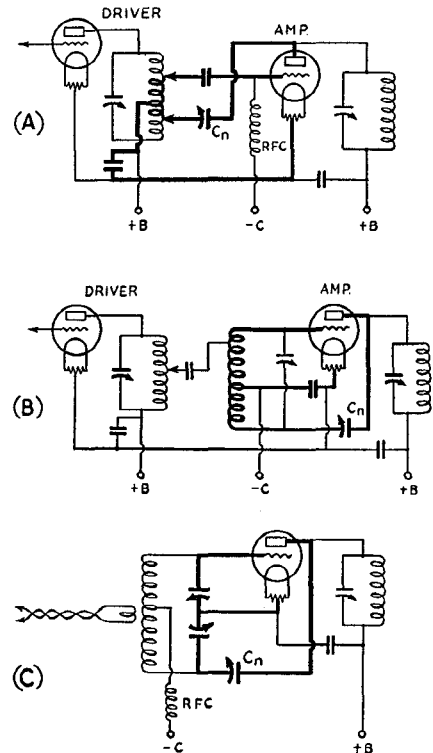 DRIVER
AMP.
(A)
Cn
RFC
+B
-C
+B
DRIVER
AMP.
(B)
Cn
+B
-C
+B
(C)
Cn
RFC
-C
+B